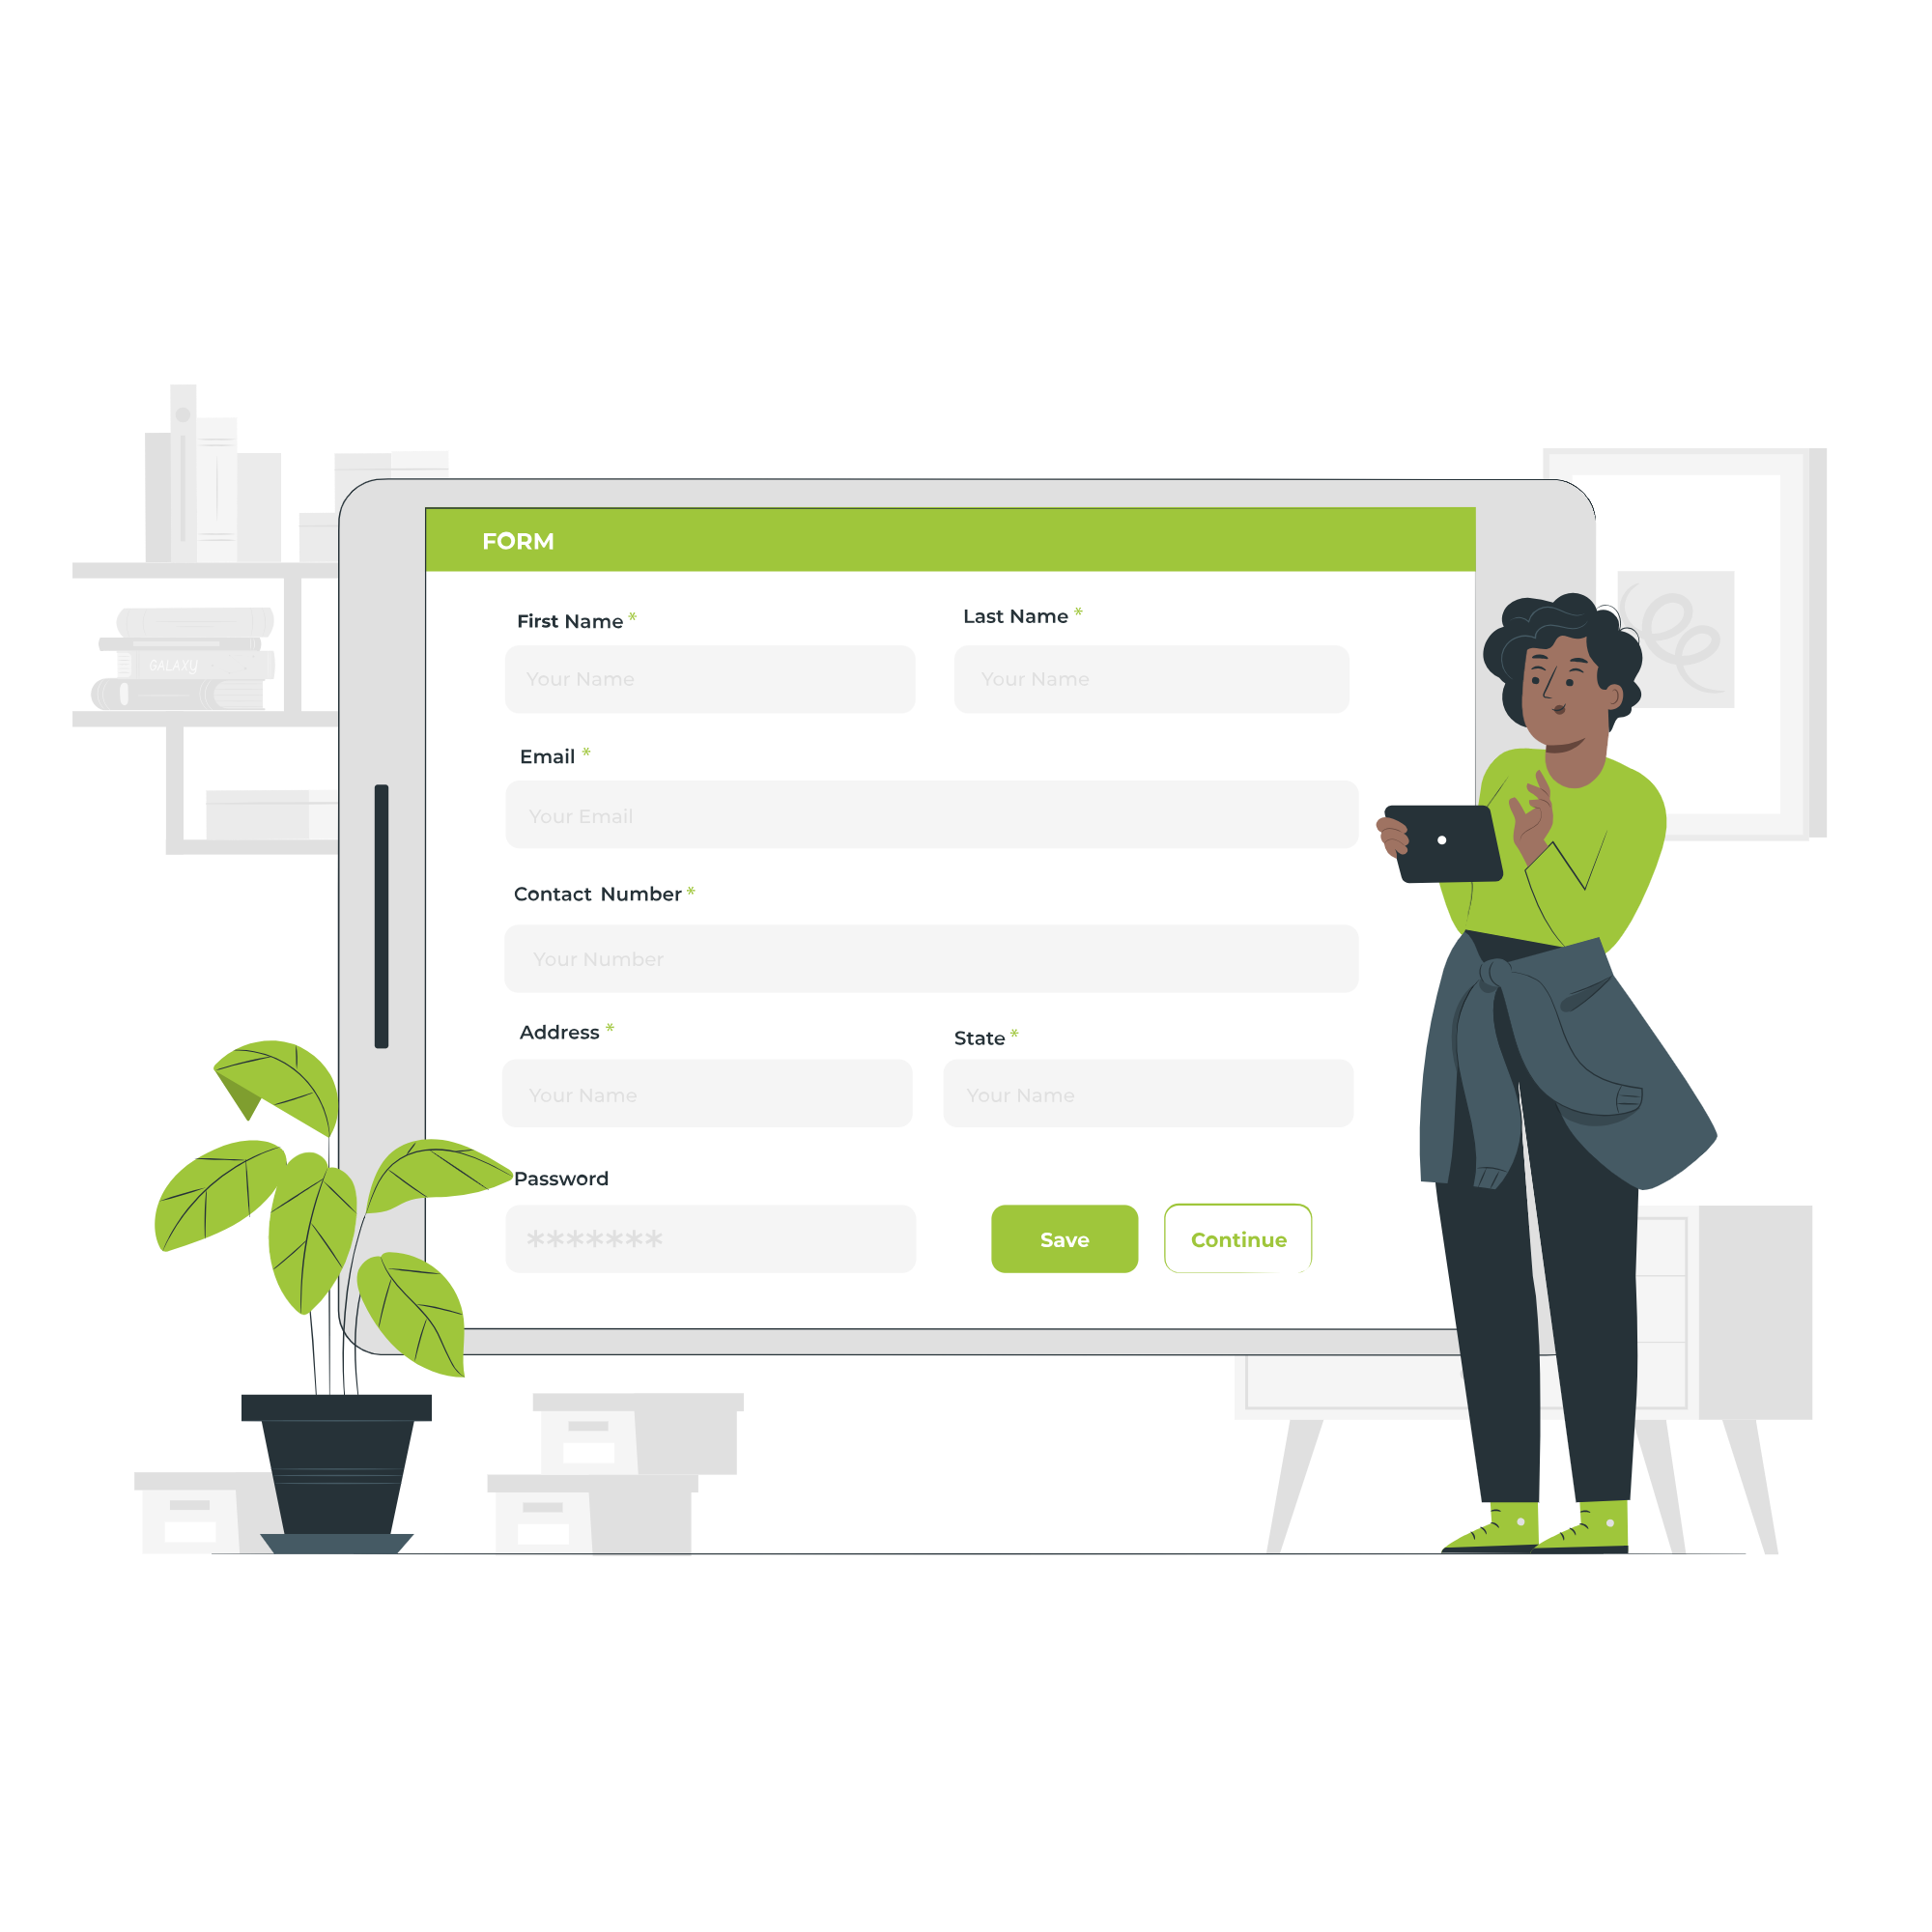 FORM
First Name * Last Name *
Your Name Your Name
Email *
Your Email
Contact Number *
Your Number
Address * State *
Your Name Your Name
Password
*******
Save Continue
GALAXY